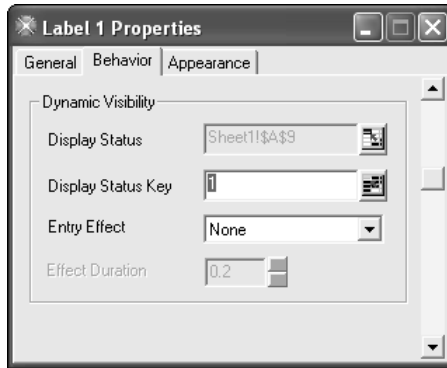 Label 1 Properties
General Behavior Appearance
Dynamic Visibility
Display Status Sheet1!$A$9
Display Status Key 1
Entry Effect None
Effect Duration 0.2